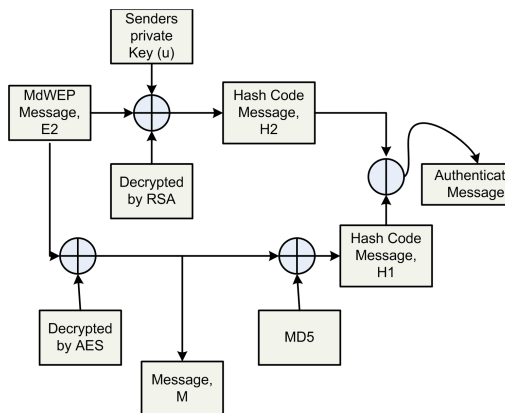 Senders
private
Key (u)
MdWEP
Message,
E2
Hash Code
Message,
H2
Decrypted
by RSA
Authenticat
Message
Hash Code
Message,
H1
Decrypted
by AES
MD5
Message,
M